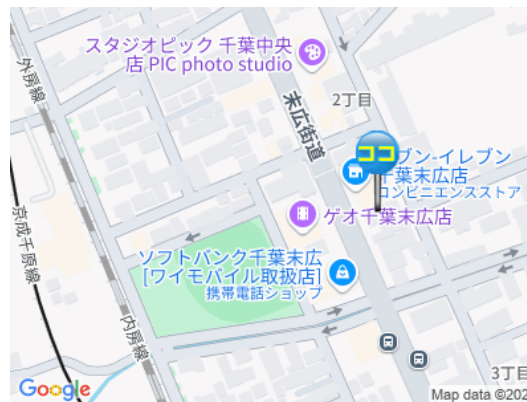 スタジオピック 千葉中央
店 PIC photo studio
外房線
末広街道
2丁目
ココ
ブン-イレブン
千葉末広店
コンビニエンスストア
ゲオ千葉末広店
京成千原線
ソフトバンク千葉末広
[ワイモバイル取扱店]
携帯電話ショップ
内房線
3丁目
Google
Map data ©202